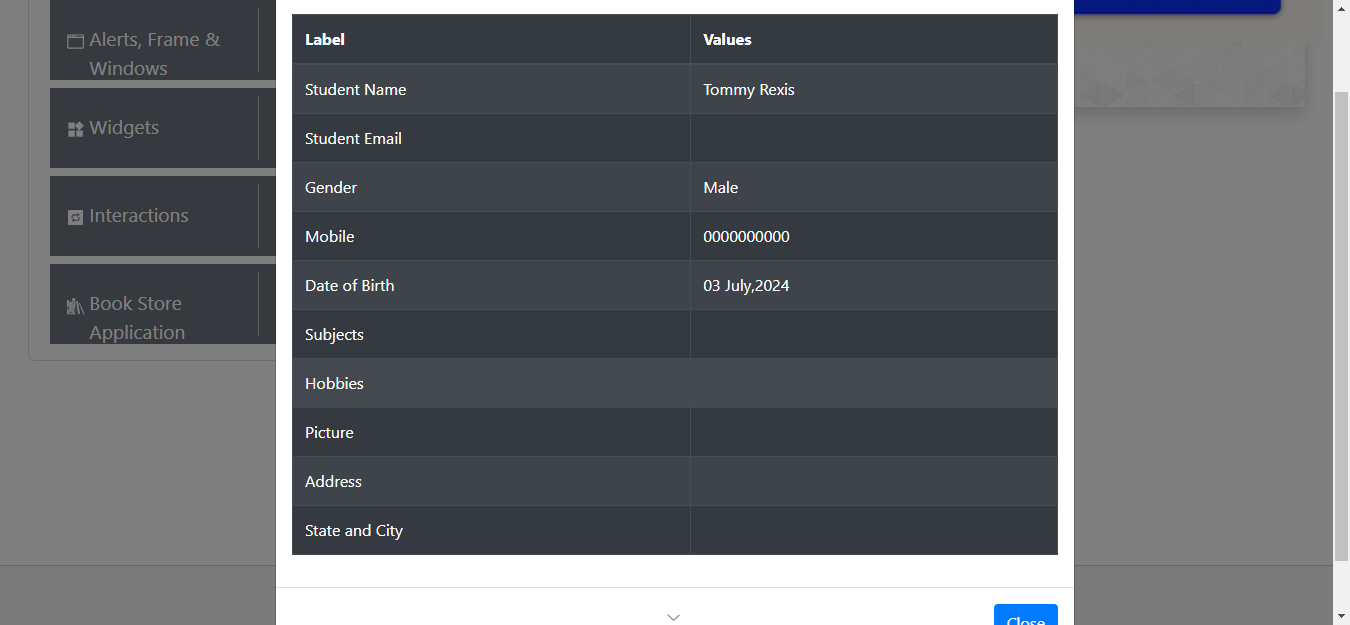 Alerts, Frame &
Windows
Widgets
Interactions
Book Store
Application
Label Values
Student Name Tommy Rexis
Student Email
Gender Male
Mobile 0000000000
Date of Birth 03 July,2024
Subjects
Hobbies
Picture
Address
State and City
Close